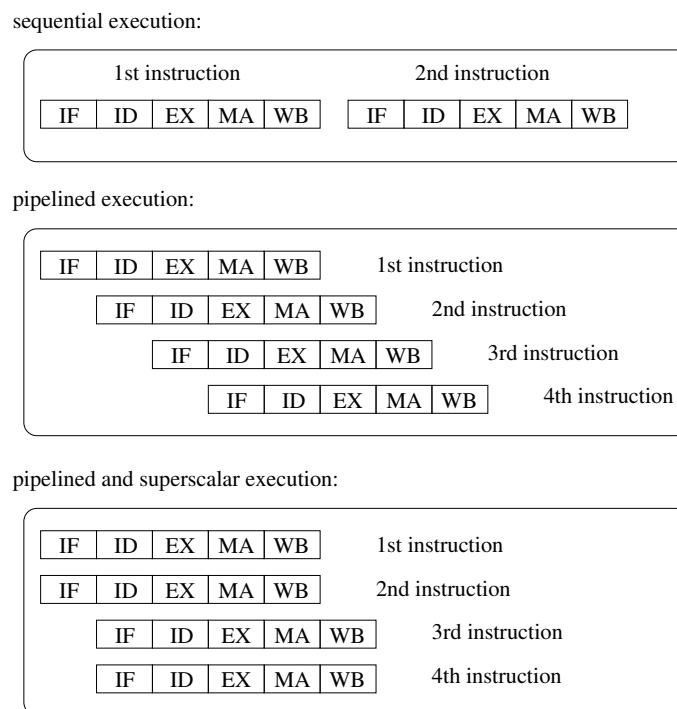 sequential execution:
1st instruction 2nd instruction
IF ID EX MA WB IF ID EX MA WB
pipelined execution:
IF ID EX MA WB 1st instruction
IF ID EX MA WB 2nd instruction
IF ID EX MA WB 3rd instruction
IF ID EX MA WB 4th instruction
pipelined and superscalar execution:
IF ID EX MA WB 1st instruction
IF ID EX MA WB 2nd instruction
IF ID EX MA WB 3rd instruction
IF ID EX MA WB 4th instruction